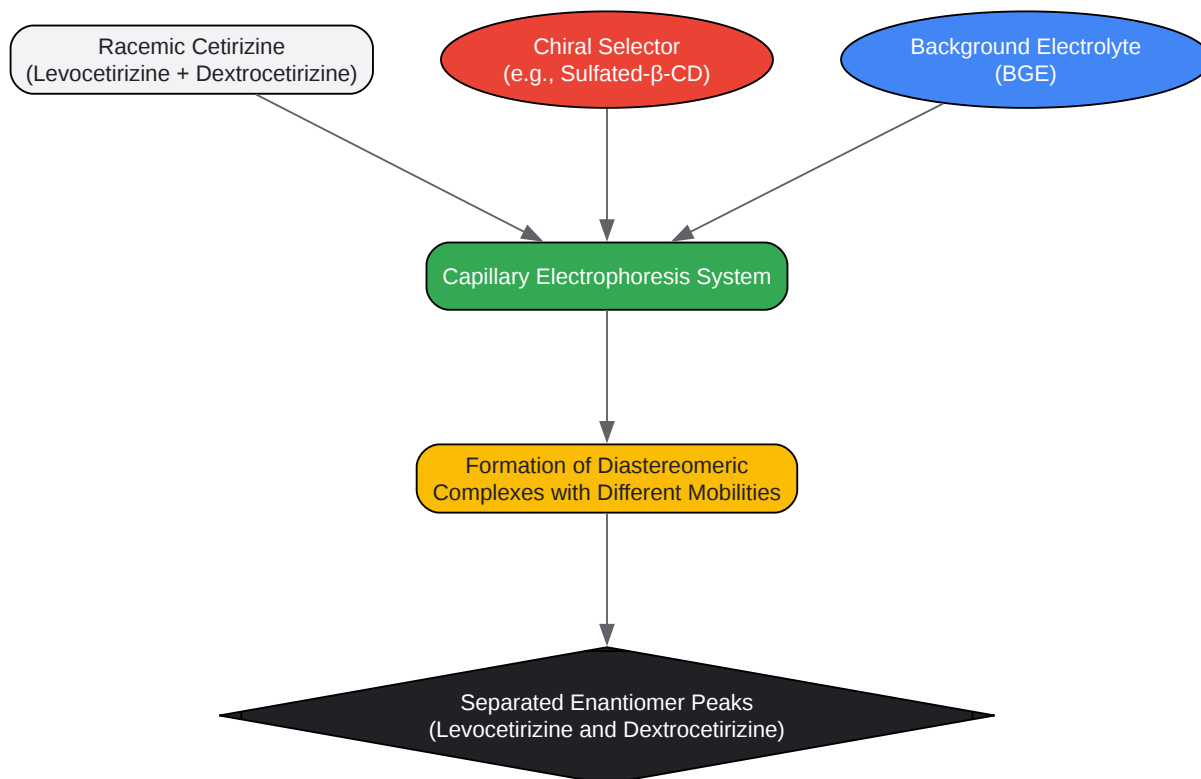 Racemic Cetirizine
(Levocetirizine + Dextrocetirizine)
Chiral Selector
(e.g., Sulfated-β-CD)
Background Electrolyte
(BGE)
Capillary Electrophoresis System
Formation of Diastereomeric
Complexes with Different Mobilities
Separated Enantiomer Peaks
(Levocetirizine and Dextrocetirizine)